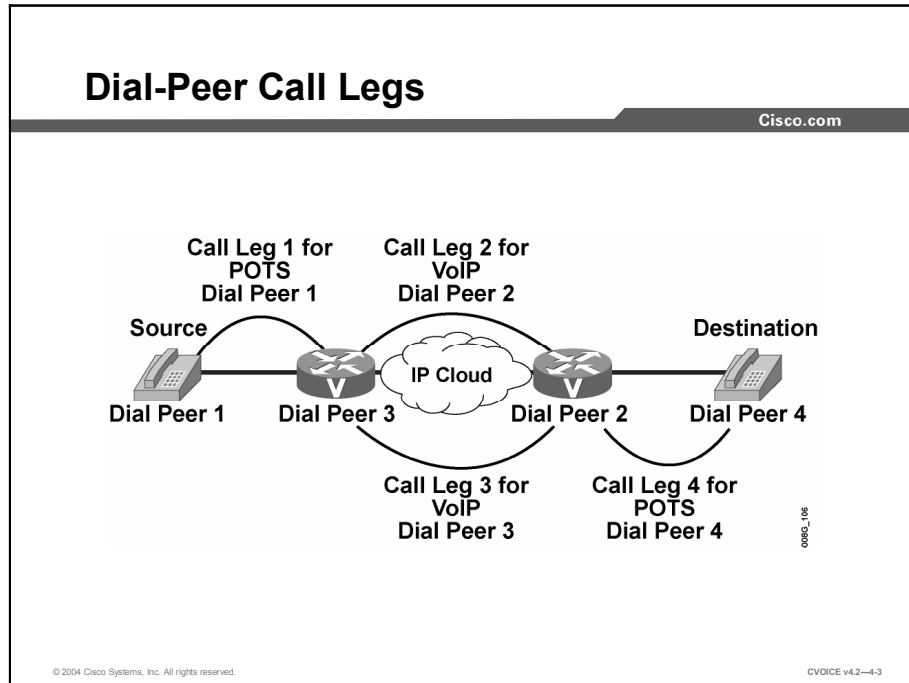 Dial-Peer Call Legs
Cisco.com
Call Leg 1 for
POTS
Dial Peer 1
Call Leg 2 for
VoIP
Dial Peer 2
Source
Destination
V
IP Cloud
V
Dial Peer 1
Dial Peer 3
Dial Peer 2
Dial Peer 4
Call Leg 3 for
VoIP
Dial Peer 3
Call Leg 4 for
POTS
Dial Peer 4
008G_106
© 2004 Cisco Systems, Inc. All rights reserved.
CVOICE v4.2—4-3